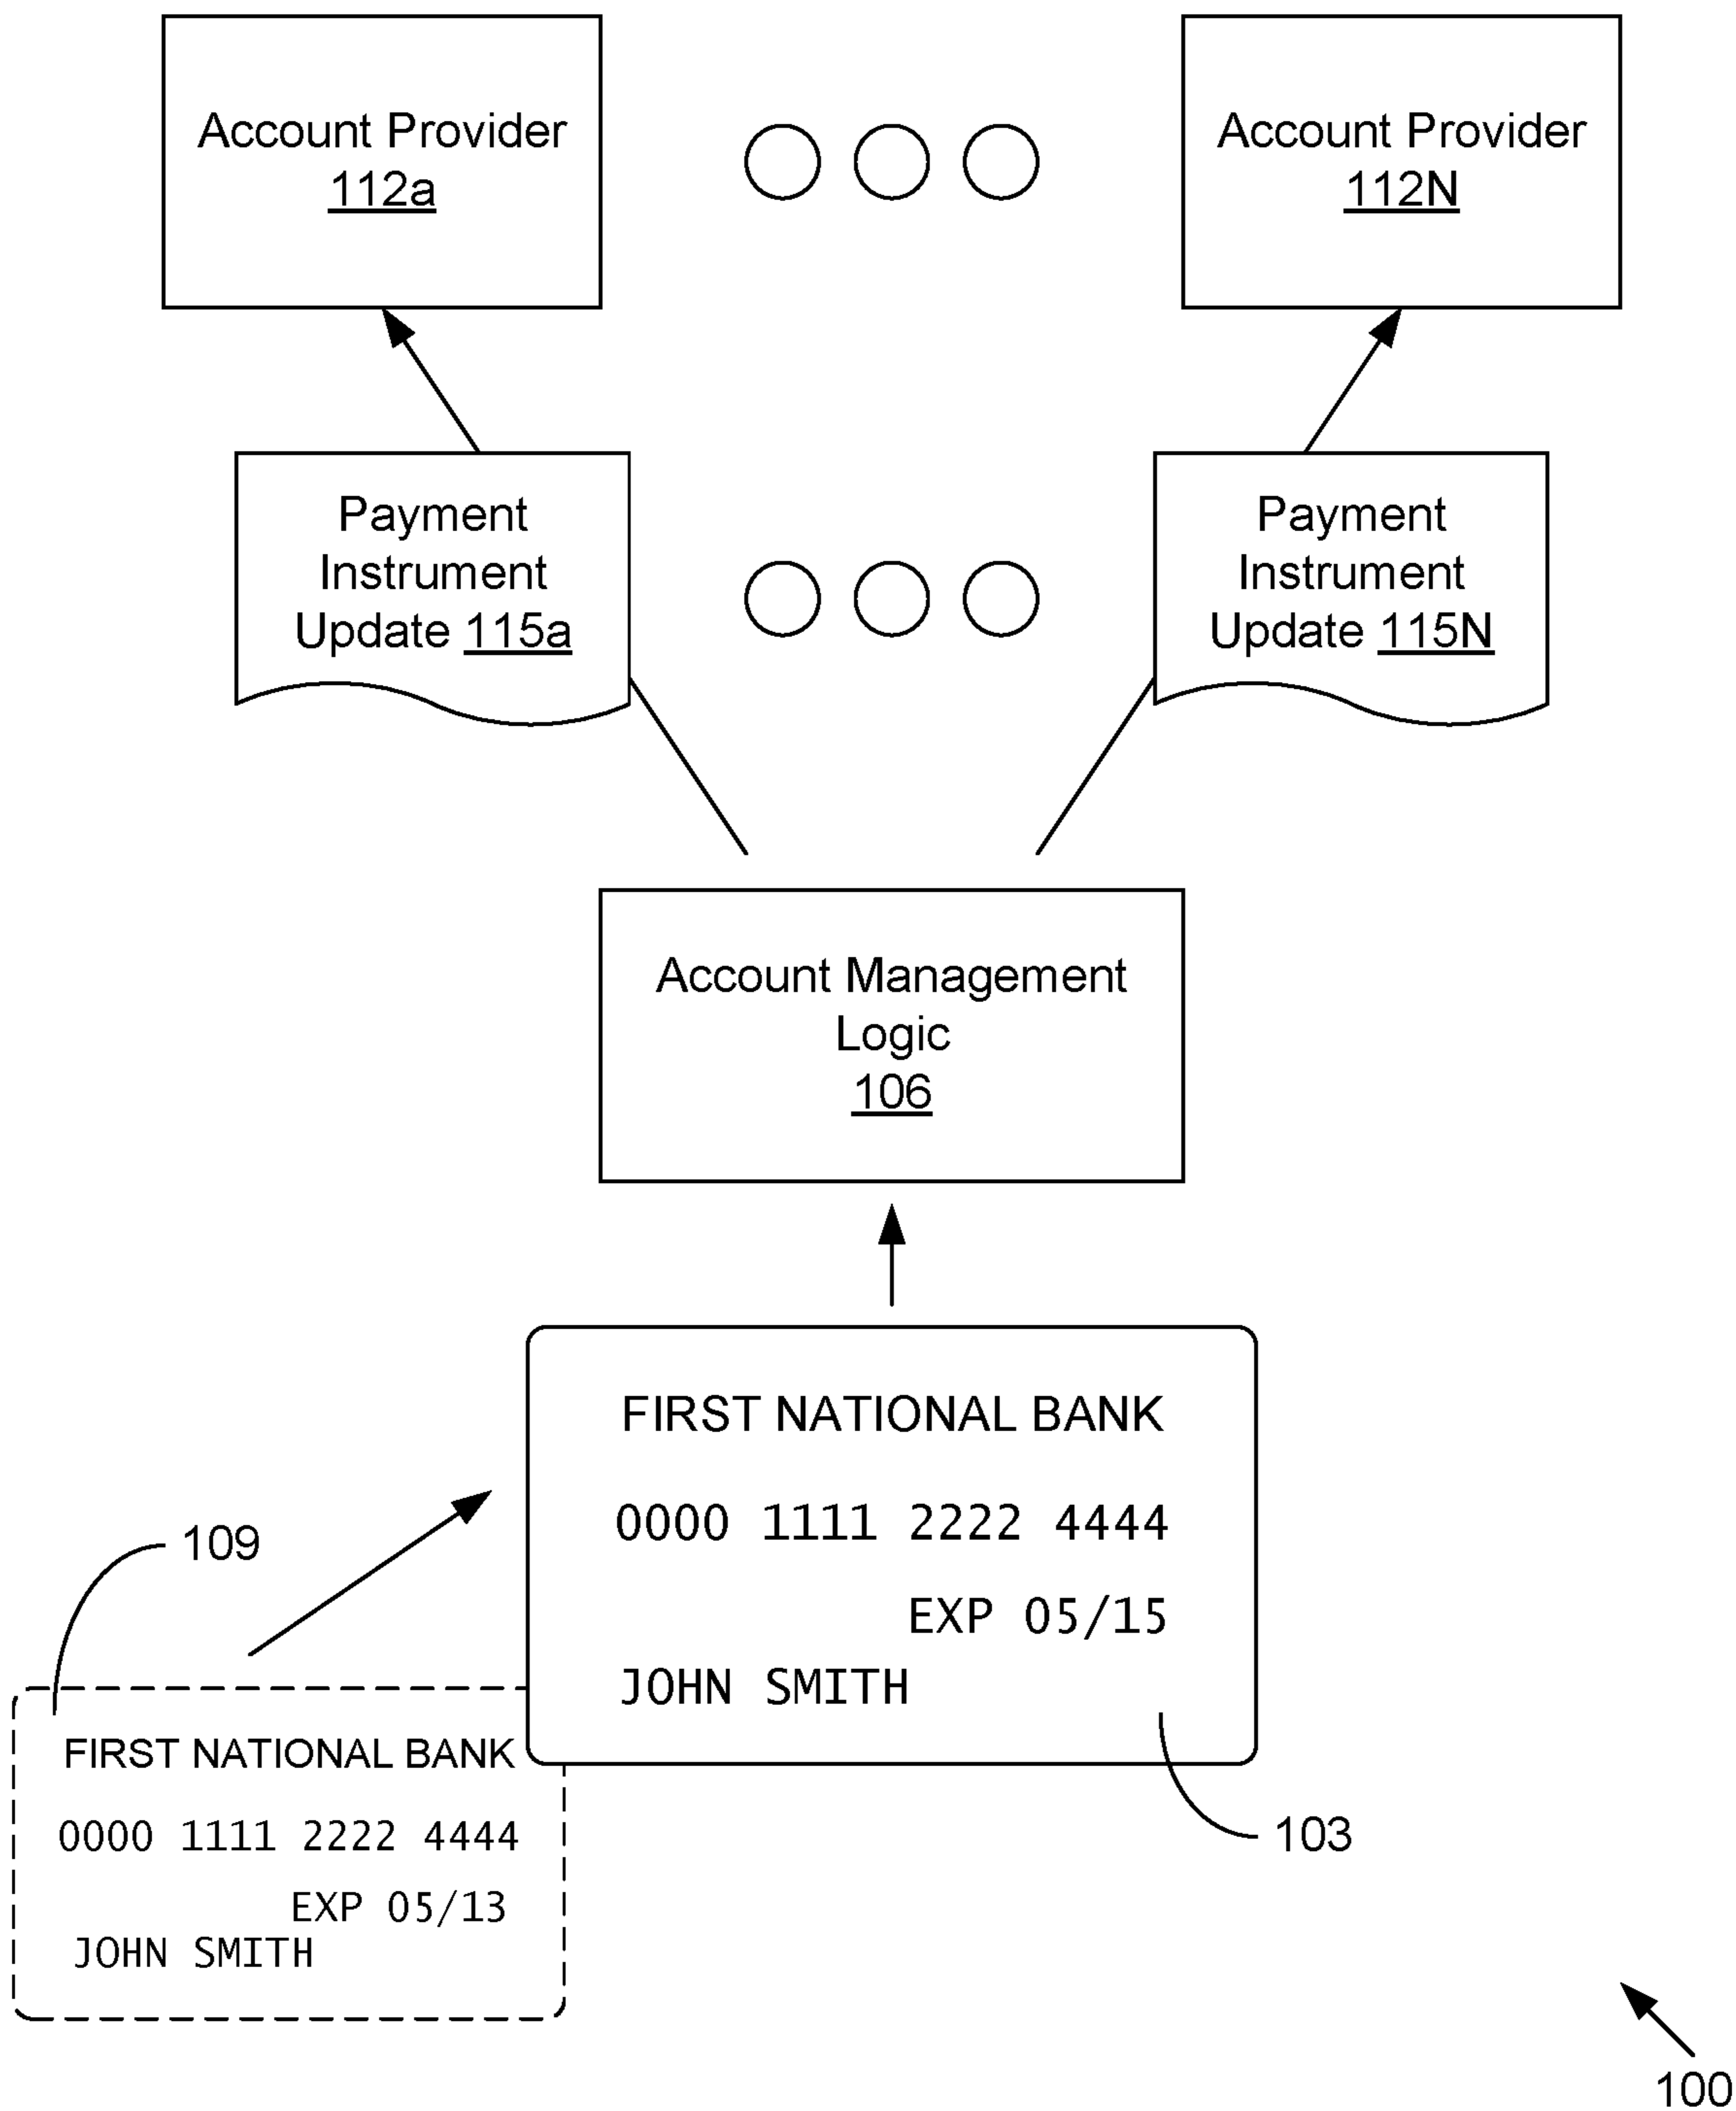 Account Provider
112a
Account Provider
112N
Payment
Instrument
Update 115a
Payment
Instrument
Update 115N
Account Management
Logic
106
FIRST NATIONAL BANK
0000 1111 2222 4444
EXP 05/15
JOHN SMITH
103
109
FIRST NATIONAL BANK
0000 1111 2222 4444
EXP 05/13
JOHN SMITH
100